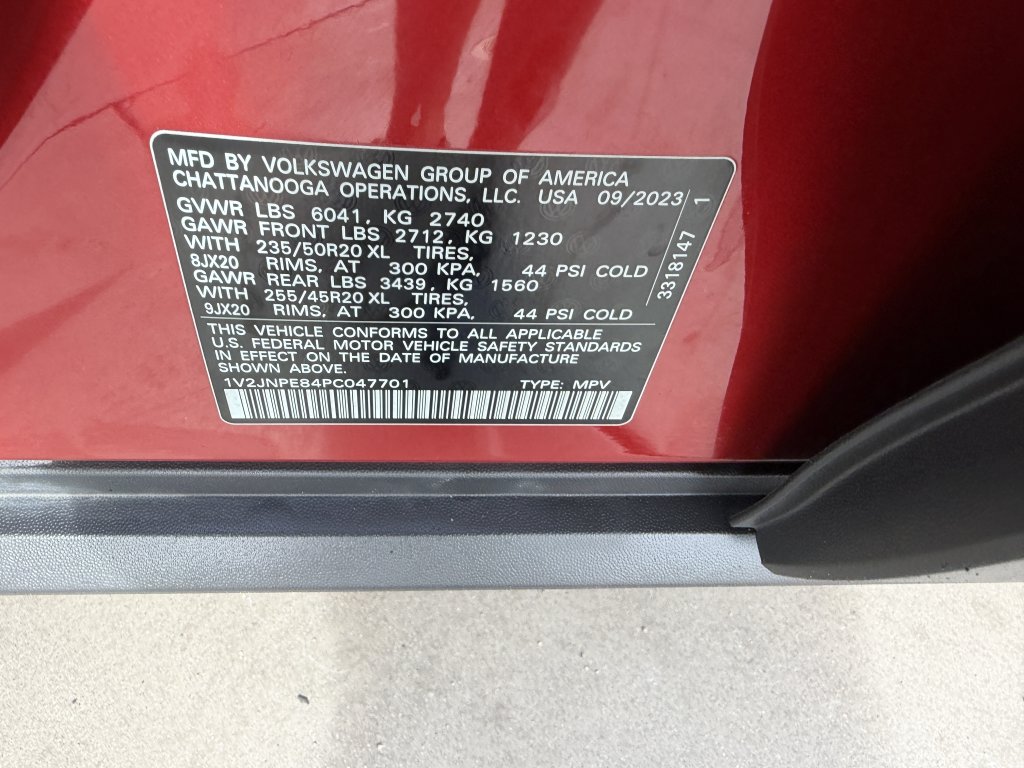 MFD BY VOLKSWAGEN GROUP OF AMERICA
CHATTANOOGA OPERATIONS, LLC. USA 09/2023
GVWR LBS 6041, KG 2740
GAWR FRONT LBS 2712, KG 1230
WITH 235/50R20 XL TIRES,
8JX20 RIMS, AT 300 KPA, 44 PSI COLD
GAWR REAR LBS 3439, KG 1560
WITH 255/45R20 XL TIRES,
9JX20 RIMS, AT 300 KPA, 44 PSI COLD
3318147 1
THIS VEHICLE CONFORMS TO ALL APPLICABLE
U.S. FEDERAL MOTOR VEHICLE SAFETY STANDARDS
IN EFFECT ON THE DATE OF MANUFACTURE
SHOWN ABOVE.
1V2JNPE84PC047701 TYPE: MPV